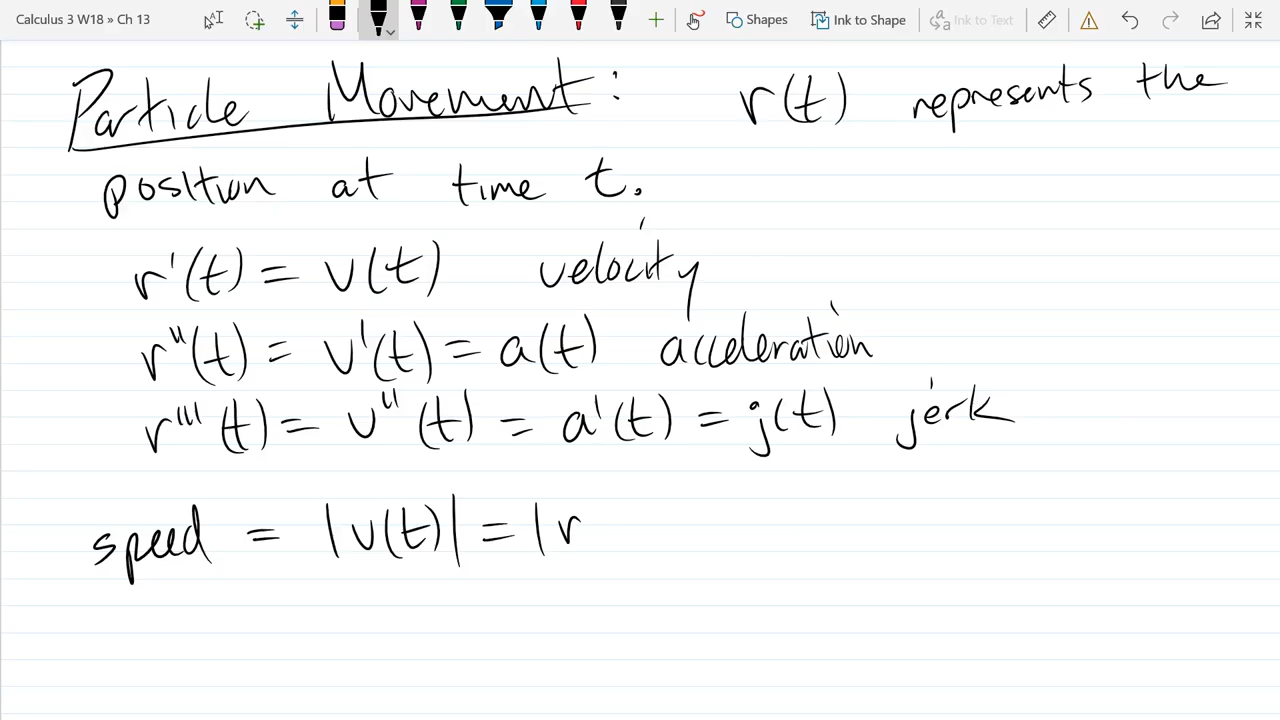 Calculus 3 W18 » Ch 13
Shapes
Ink to Shape
Ink to Text
Particle Movement: r(t) represents the
position at time t.
r'(t) = v(t) velocity
r''(t) = v'(t) = a(t) acceleration
r'''(t) = v''(t) = a'(t) = j(t) jerk
speed = |v(t)| = |r